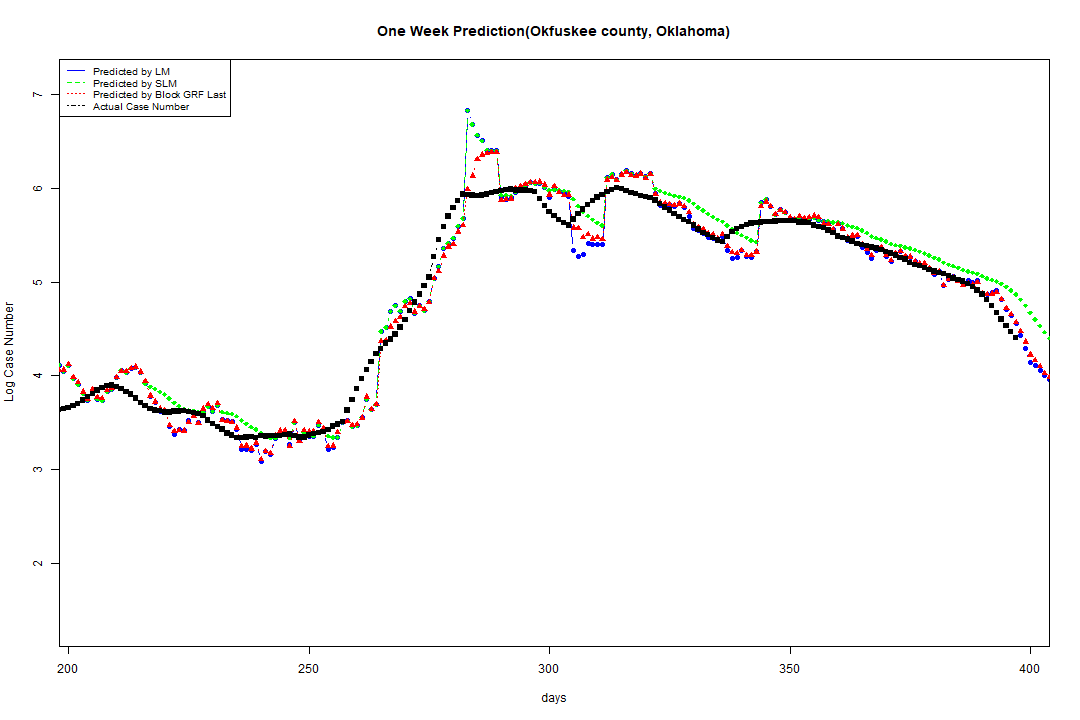 One Week Prediction(Okfuskee county, Oklahoma)
Predicted by LM
Predicted by SLM
Predicted by Block GRF Last
Actual Case Number
7
6
5
4
3
2
Log Case Number
200 250 300 350 400
days